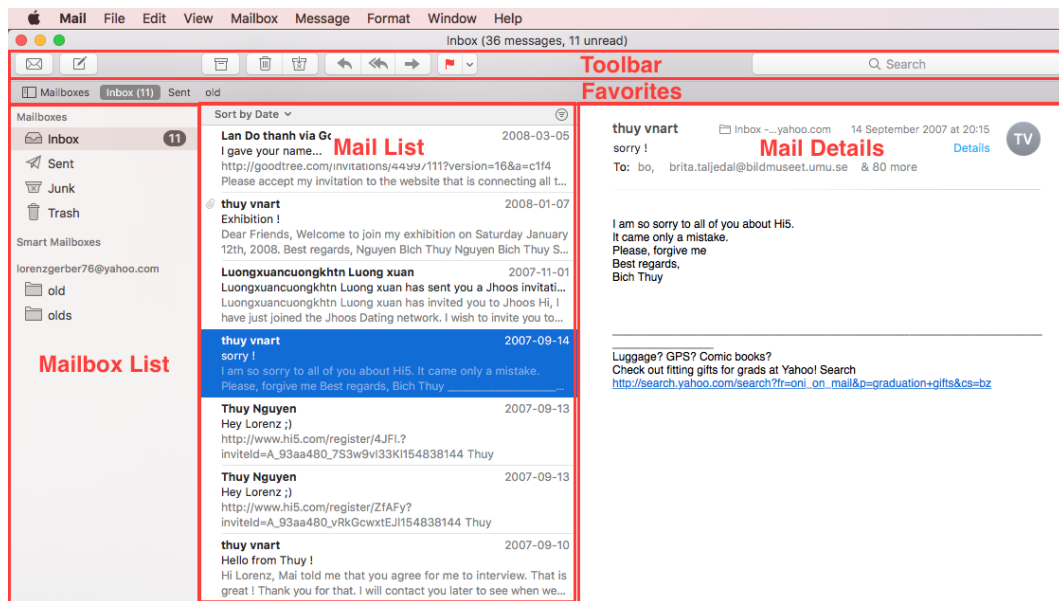 Mail File Edit View Mailbox Message Format Window Help
Inbox (36 messages, 11 unread)
Toolbar
Search
Mailboxes Inbox (11) Sent old
Favorites
Mailboxes
Inbox 11
Sent
Junk
Trash
Smart Mailboxes
lorenzgerber76@yahoo.com
old
olds
Mailbox List
Sort by Date
Mail List
Lan Do thanh via Go 2008-03-05
I gave your name...
http://goodtree.com/invitations/44997111?version=16&a=c1f4
Please accept my invitation to the website that is connecting all t...
thuy vnart 2008-01-07
Exhibition !
Dear Friends, Welcome to join my exhibition on Saturday January
12th, 2008. Best regards, Nguyen BIch Thuy Nguyen Bich Thuy S...
Luongxuancuongkhtn Luong xuan 2007-11-01
Luongxuancuongkhtn Luong xuan has sent you a Jhoos invitati...
Luongxuancuongkhtn Luong xuan has invited you to Jhoos Hi, I
have just joined the Jhoos Dating network. I wish to invite you to...
thuy vnart 2007-09-14
sorry !
I am so sorry to all of you about Hi5. It came only a mistake.
Please, forgive me Best regards, Bich Thuy ____________________...
Thuy Nguyen 2007-09-13
Hey Lorenz ;)
http://www.hi5.com/register/4JFl.?
inviteId=A_93aa480_7S3w9vl33Kl154838144 Thuy
Thuy Nguyen 2007-09-13
Hey Lorenz ;)
http://www.hi5.com/register/ZfAFy?
inviteId=A_93aa480_vRkGcwxtEJl154838144 Thuy
thuy vnart 2007-09-10
Hello from Thuy !
Hi Lorenz, Mai told me that you agree for me to interview. That is
great ! Thank you for that. I will contact you later to see when we...
Mail Details
thuy vnart Inbox -...yahoo.com 14 September 2007 at 20:15
TV
sorry ! Details
To: bo, brita.taljedal@bildmuseet.umu.se & 80 more
I am so sorry to all of you about Hi5.
It came only a mistake.
Please, forgive me
Best regards,
Bich Thuy
Luggage? GPS? Comic books?
Check out fitting gifts for grads at Yahoo! Search
http://search.yahoo.com/search?fr=oni_on_mail&p=graduation+gifts&cs=bz